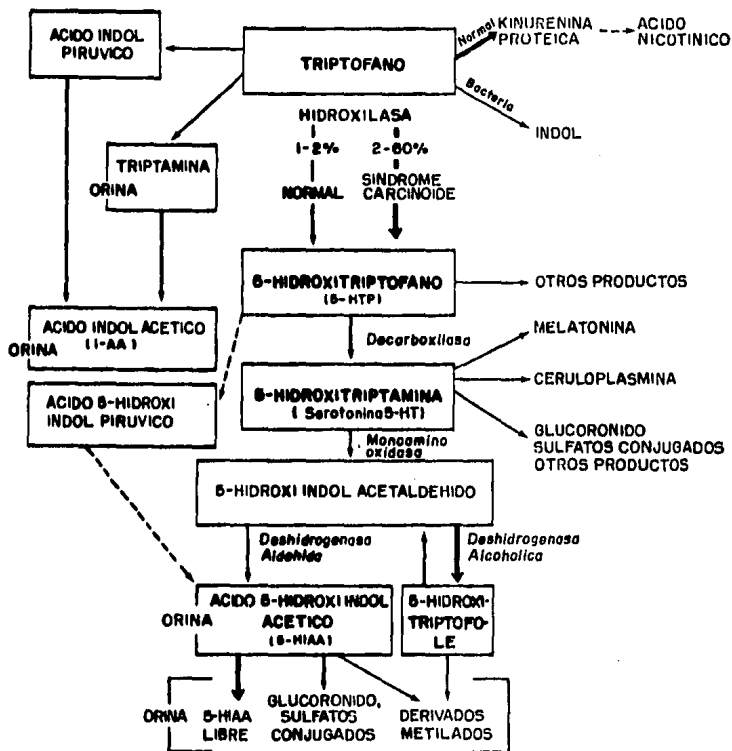 ACIDO INDOL
PIRUVICO
TRIPTOFANO
Normal
KINURENINA
PROTEICA
ACIDO
NICOTINICO
Bacteria
INDOL
HIDROXILASA
1-2%
2-60%
TRIPTAMINA
ORINA
NORMAL
SINDROME
CARCINOIDE
5-HIDROXITRIPTOFANO
(5-HTP)
OTROS PRODUCTOS
ACIDO INDOL ACETICO
(I-AA)
ORINA
Decarboxilasa
MELATONINA
5-HIDROXITRIPTAMINA
(Serotonina5-HT)
CERULOPLASMINA
ACIDO 5-HIDROXI
INDOL PIRUVICO
GLUCORONIDO
SULFATOS CONJUGADOS
OTROS PRODUCTOS
Monoamino
oxidasa
5-HIDROXI INDOL ACETALDEHIDO
Deshidrogenasa
Aldehida
Deshidrogenasa
Alcoholica
ACIDO 5-HIDROXI INDOL
ACETICO
(5-HIAA)
ORINA
5-HIDROXI-
TRIPTOFO-
LE
ORINA
5-HIAA
LIBRE
GLUCORONIDO,
SULFATOS
CONJUGADOS
DERIVADOS
METILADOS